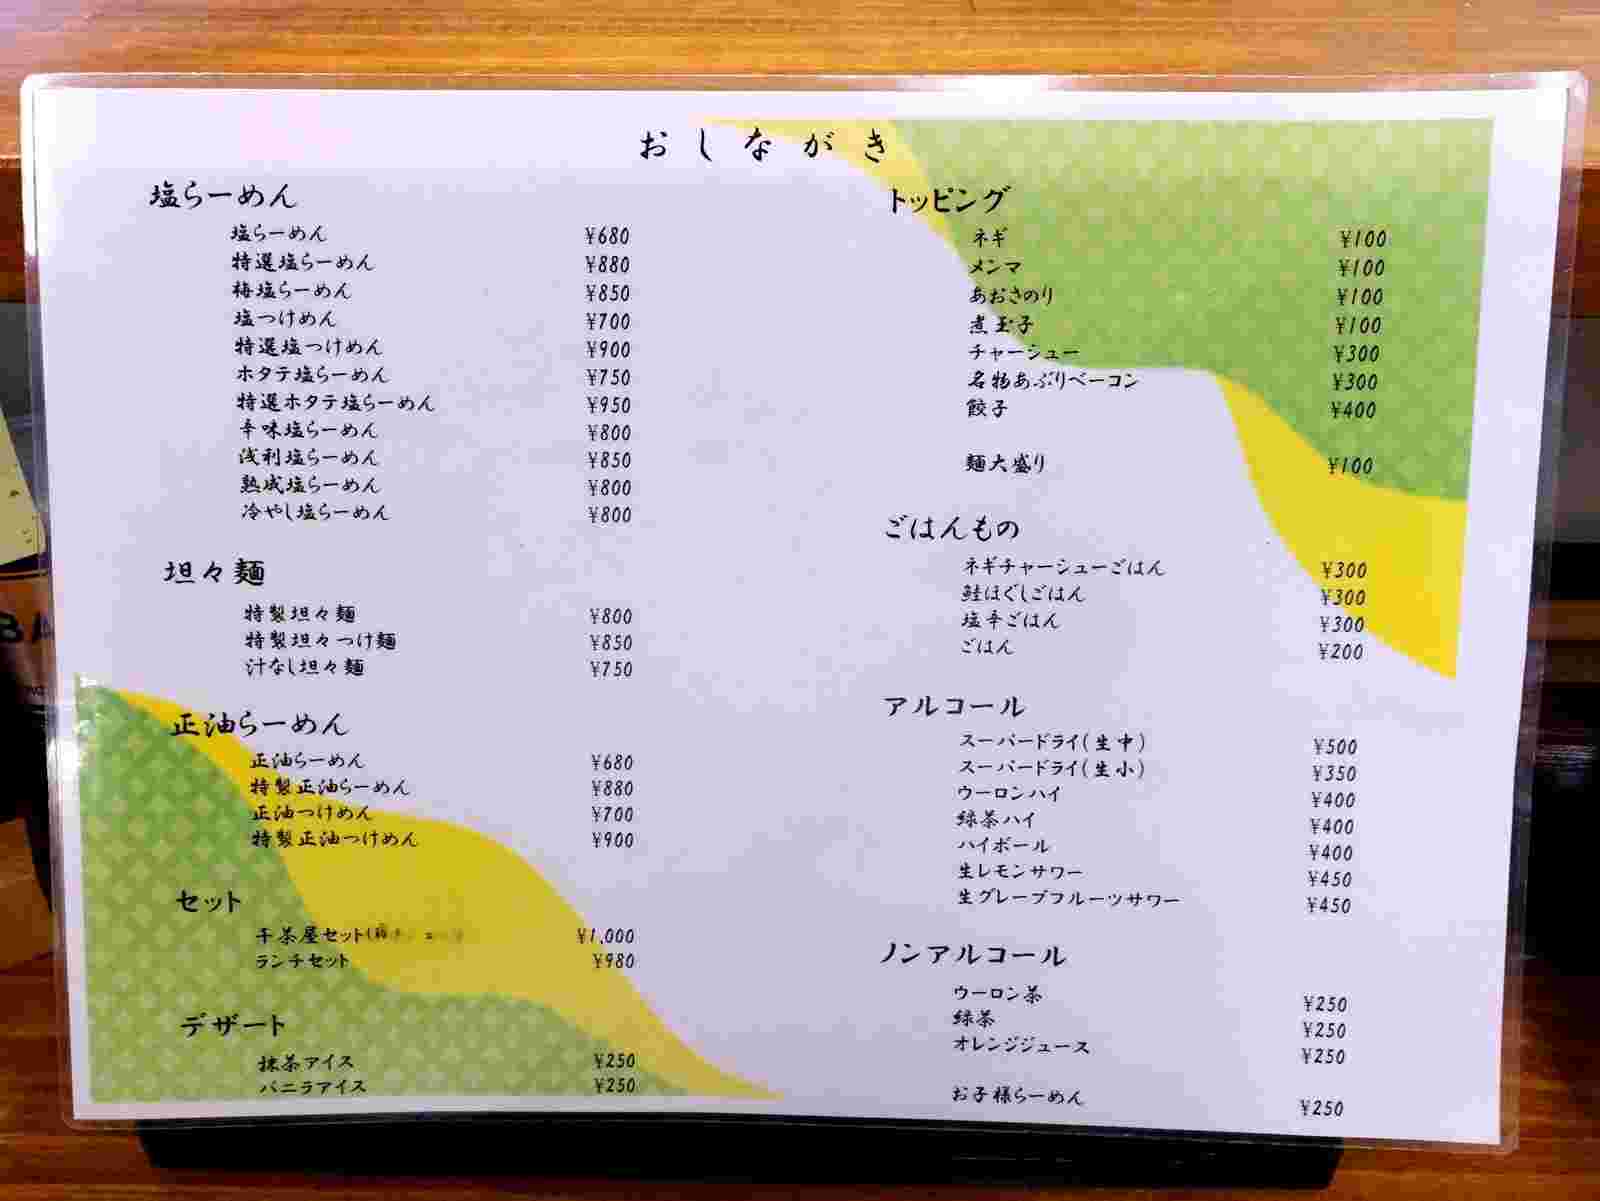 おしながき
塩らーめん
塩らーめん ¥680
特選塩らーめん ¥880
梅塩らーめん ¥850
塩つけめん ¥700
特選塩つけめん ¥900
ホタテ塩らーめん ¥750
特選ホタテ塩らーめん ¥950
辛味塩らーめん ¥800
浅利塩らーめん ¥850
熟成塩らーめん ¥800
冷やし塩らーめん ¥800
坦々麺
特製坦々麺 ¥800
特製坦々つけ麺 ¥850
汁なし坦々麺 ¥750
正油らーめん
正油らーめん ¥680
特製正油らーめん ¥880
正油つけめん ¥700
特製正油つけめん ¥900
セット
干茶屋セット ¥1,000
ランチセット ¥980
デザート
抹茶アイス ¥250
バニラアイス ¥250
トッピング
ネギ ¥100
メンマ ¥100
あおさのり ¥100
煮玉子 ¥100
チャーシュー ¥300
名物あぶりベーコン ¥300
餃子 ¥400
麺大盛り ¥100
ごはんもの
ネギチャーシューごはん ¥300
鮭ほぐしごはん ¥300
塩辛ごはん ¥300
ごはん ¥200
アルコール
スーパードライ(生中) ¥500
スーパードライ(生小) ¥350
ウーロンハイ ¥400
緑茶ハイ ¥400
ハイボール ¥400
生レモンサワー ¥450
生グレープフルーツサワー ¥450
ノンアルコール
ウーロン茶 ¥250
緑茶 ¥250
オレンジジュース ¥250
お子様らーめん ¥250